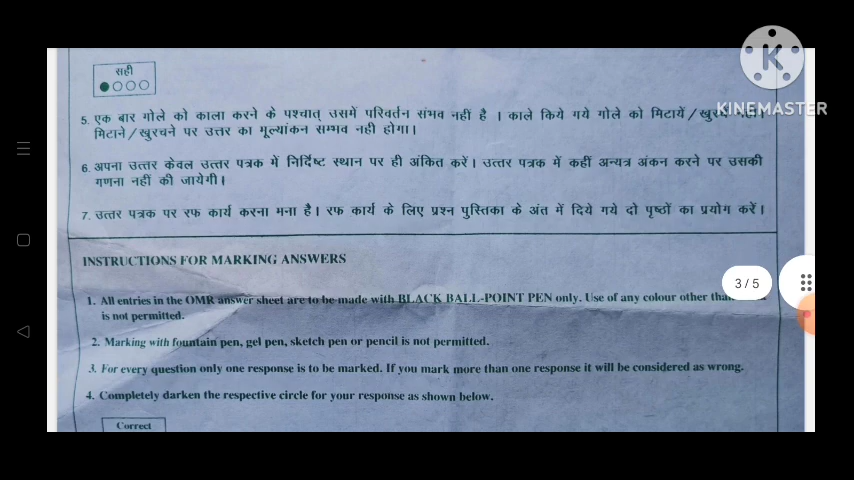 सही
5. एक बार गोले को काला करने के पश्चात् उसमें परिवर्तन संभव नहीं है । काले किये गये गोले को मिटायें / खुरचें नहीं।
मिटाने / खुरचने पर उत्तर का मूल्यांकन सम्भव नही होगा।
6. अपना उत्तर केवल उत्तर पत्रक में निर्दिष्ट स्थान पर ही अंकित करें। उत्तर पत्रक में कहीं अन्यत्र अंकन करने पर उसकी
गणना नहीं की जायेगी।
7. उत्तर पत्रक पर रफ कार्य करना मना है। रफ कार्य के लिए प्रश्न पुस्तिका के अंत में दिये गये दो पृष्ठों का प्रयोग करें।
INSTRUCTIONS FOR MARKING ANSWERS
1. All entries in the OMR answer sheet are to be made with BLACK BALL-POINT PEN only. Use of any colour other than
is not permitted.
2. Marking with fountain pen, gel pen, sketch pen or pencil is not permitted.
3. For every question only one response is to be marked. If you mark more than one response it will be considered as wrong.
4. Completely darken the respective circle for your response as shown below.
Correct
KINEMASTER
3 / 5